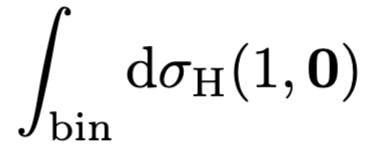 ∫_bin dσ_H(1, 𝟎)